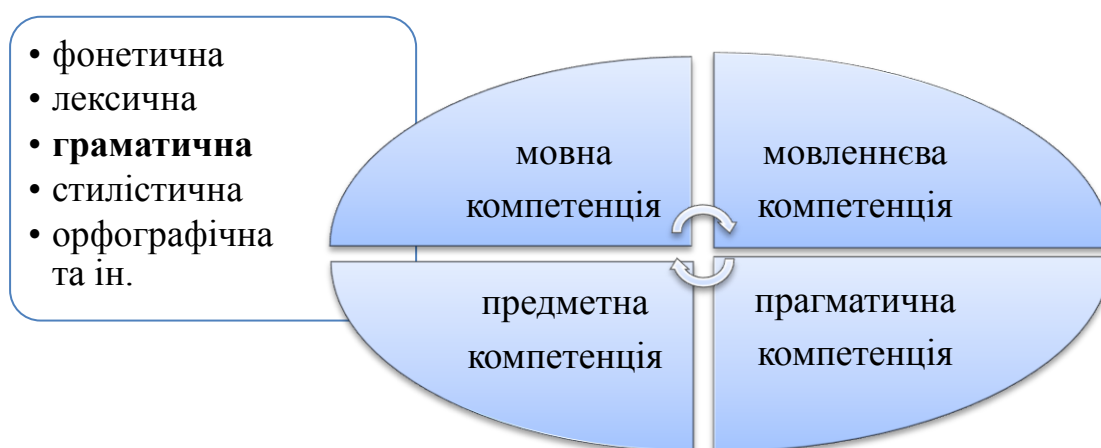 • фонетична
• лексична
• граматична
• стилістична
• орфографічна
та ін.
мовна
компетенція
мовленнєва
компетенція
предметна
компетенція
прагматична
компетенція